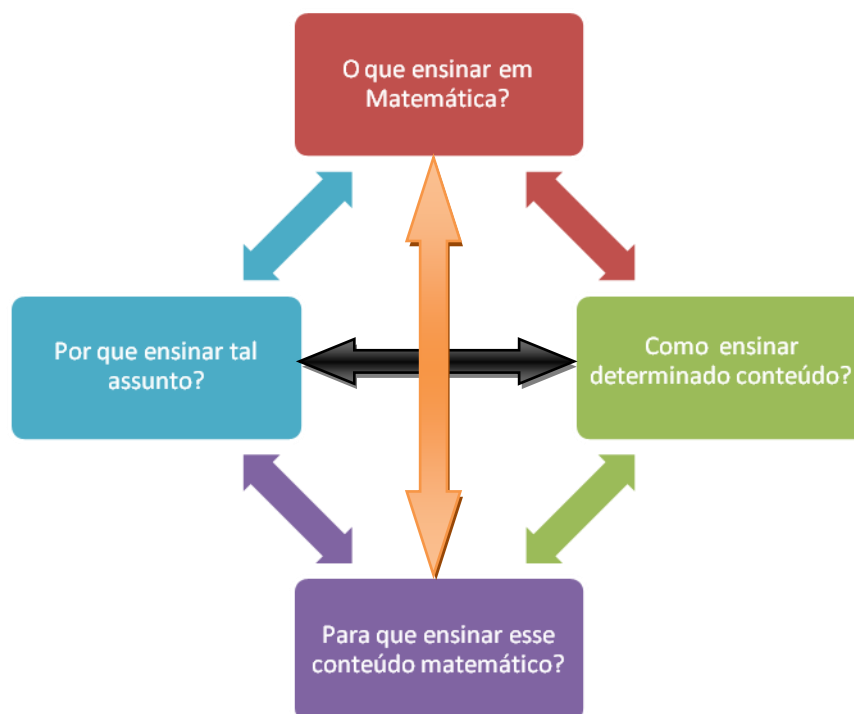 O que ensinar em
Matemática?
Por que ensinar tal
assunto?
Como ensinar
determinado conteúdo?
Para que ensinar esse
conteúdo matemático?